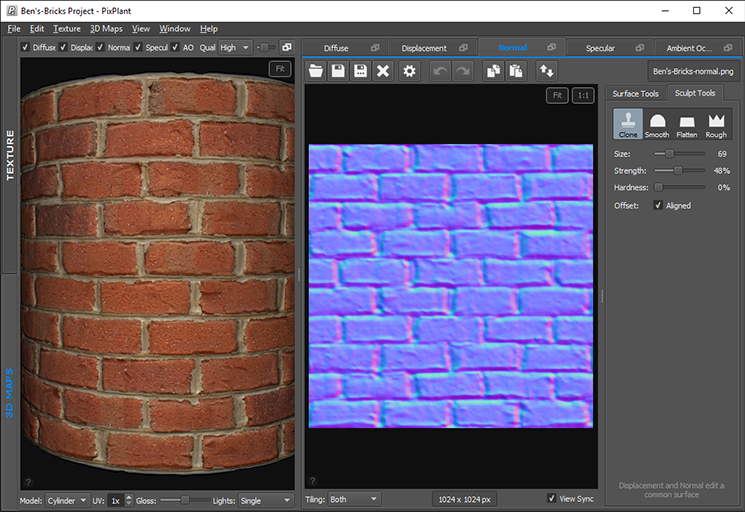 Ben's-Bricks Project - PixPlant
File Edit Texture 3D Maps View Window Help
Diffuse Displac Norma Specul AO Qual High
Diffuse Displacement Normal Specular Ambient Oc...
Fit
Fit 1:1
Ben's-Bricks-normal.png
TEXTURE
3D MAPS
Surface Tools Sculpt Tools
Clone Smooth Flatten Rough
Size: 69
Strength: 48%
Hardness: 0%
Offset: Aligned
Displacement and Normal edit a
common surface
? ?
Model: Cylinder UV: 1x Gloss: Lights: Single
Tiling: Both 1024 x 1024 px View Sync